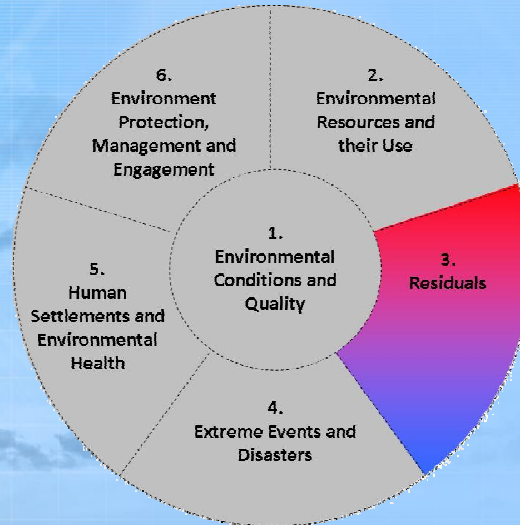 1.
Environmental
Conditions and
Quality
2.
Environmental
Resources and
their Use
3.
Residuals
4.
Extreme Events and
Disasters
5.
Human
Settlements and
Environmental
Health
6.
Environment
Protection,
Management and
Engagement